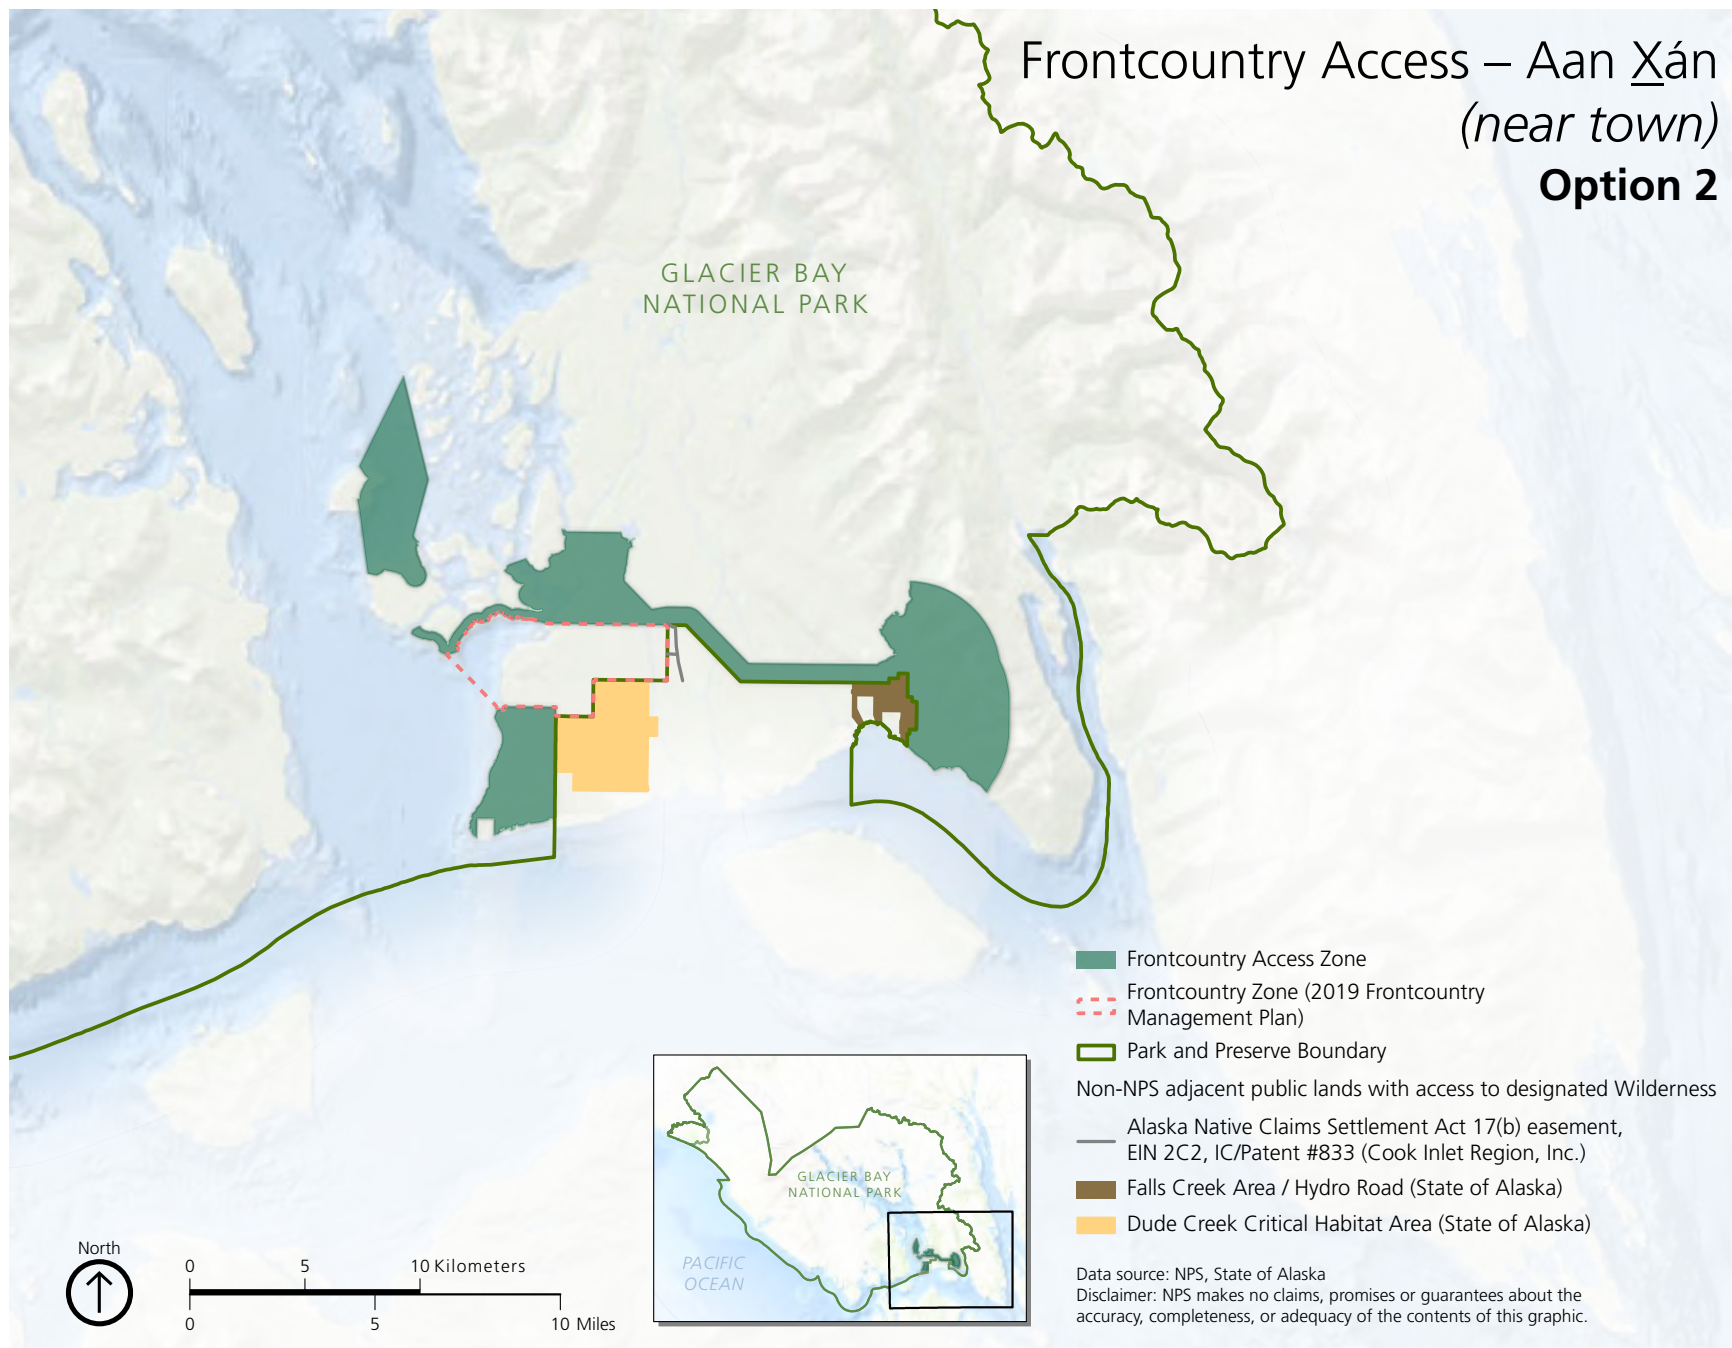 Frontcountry Access – Aan X̲án
(near town)
Option 2
GLACIER BAY
NATIONAL PARK
Frontcountry Access Zone
Frontcountry Zone (2019 Frontcountry
Management Plan)
Park and Preserve Boundary
Non-NPS adjacent public lands with access to designated Wilderness
Alaska Native Claims Settlement Act 17(b) easement,
EIN 2C2, IC/Patent #833 (Cook Inlet Region, Inc.)
Falls Creek Area / Hydro Road (State of Alaska)
Dude Creek Critical Habitat Area (State of Alaska)
Data source: NPS, State of Alaska
Disclaimer: NPS makes no claims, promises or guarantees about the
accuracy, completeness, or adequacy of the contents of this graphic.
GLACIER BAY
NATIONAL PARK
PACIFIC
OCEAN
North
0 5 10 Kilometers
0 5 10 Miles